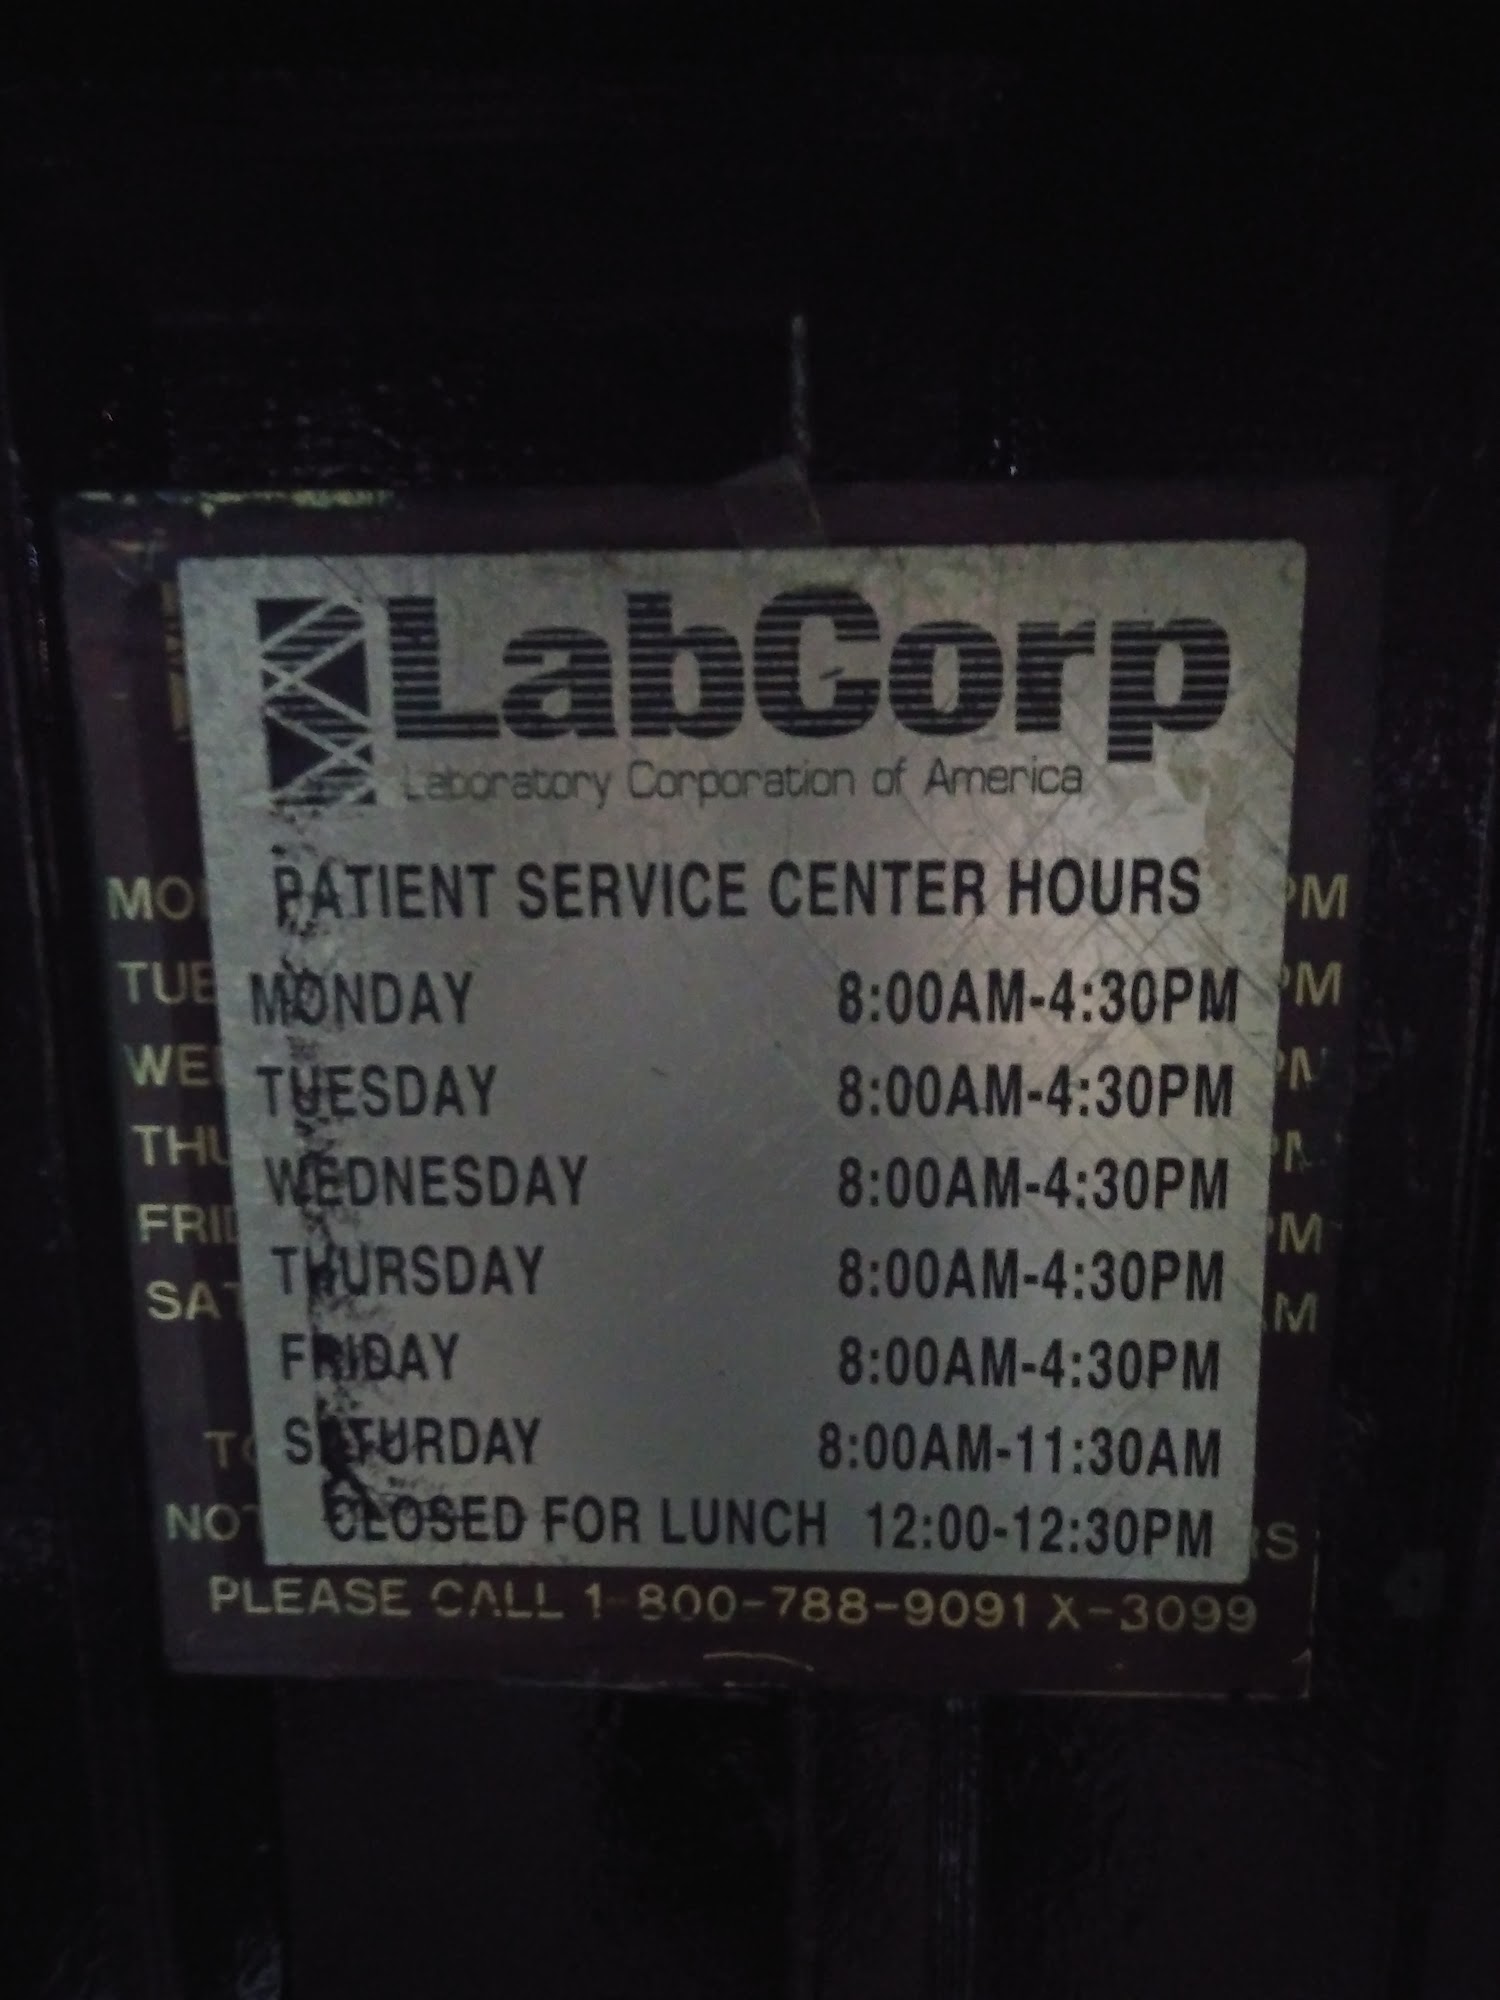 LabCorp
Laboratory Corporation of America
PATIENT SERVICE CENTER HOURS
MONDAY 8:00AM-4:30PM
TUESDAY 8:00AM-4:30PM
WEDNESDAY 8:00AM-4:30PM
THURSDAY 8:00AM-4:30PM
FRIDAY 8:00AM-4:30PM
SATURDAY 8:00AM-11:30AM
CLOSED FOR LUNCH 12:00-12:30PM
PLEASE CALL 1-800-788-9091 X-3099